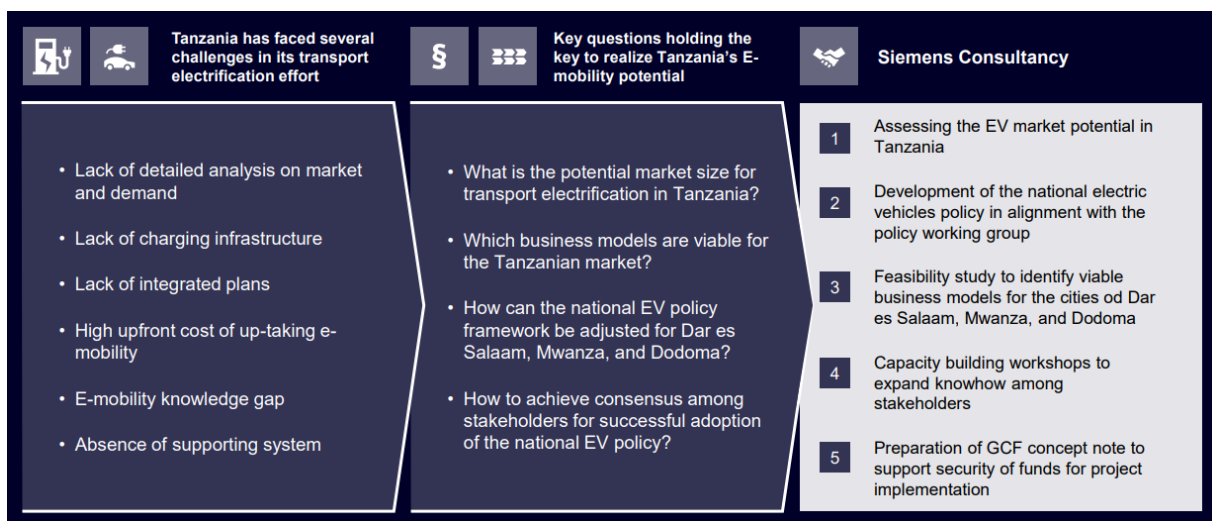 Tanzania has faced several
challenges in its transport
electrification effort
• Lack of detailed analysis on market
and demand
• Lack of charging infrastructure
• Lack of integrated plans
• High upfront cost of up-taking e-
mobility
• E-mobility knowledge gap
• Absence of supporting system
§
Key questions holding the
key to realize Tanzania's E-
mobility potential
• What is the potential market size for
transport electrification in Tanzania?
• Which business models are viable for
the Tanzanian market?
• How can the national EV policy
framework be adjusted for Dar es
Salaam, Mwanza, and Dodoma?
• How to achieve consensus among
stakeholders for successful adoption
of the national EV policy?
Siemens Consultancy
1
Assessing the EV market potential in
Tanzania
2
Development of the national electric
vehicles policy in alignment with the
policy working group
3
Feasibility study to identify viable
business models for the cities od Dar
es Salaam, Mwanza, and Dodoma
4
Capacity building workshops to
expand knowhow among
stakeholders
5
Preparation of GCF concept note to
support security of funds for project
implementation